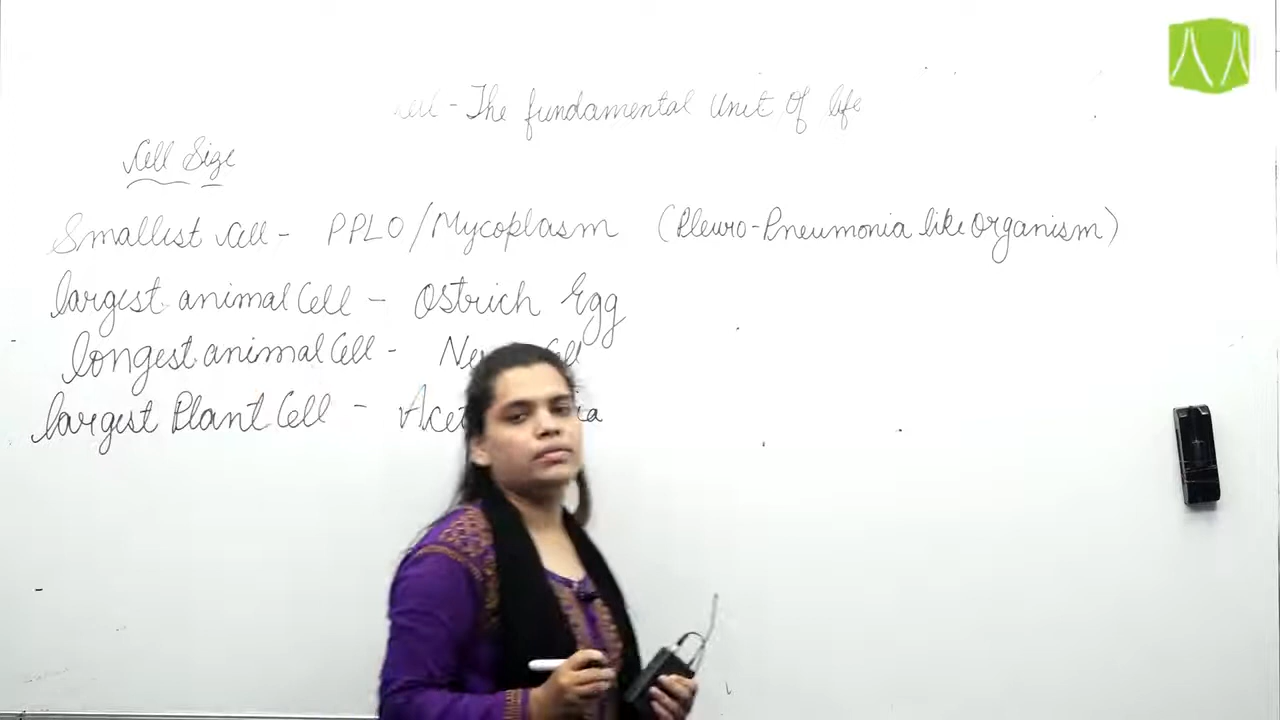 - The fundamental Unit Of life
Cell Size
Smallest Cell - PPLO/Mycoplasm (Pleuro-Pneumonia like Organism)
largest animal Cell - Ostrich Egg
longest animal Cell - Cell
largest Plant Cell -